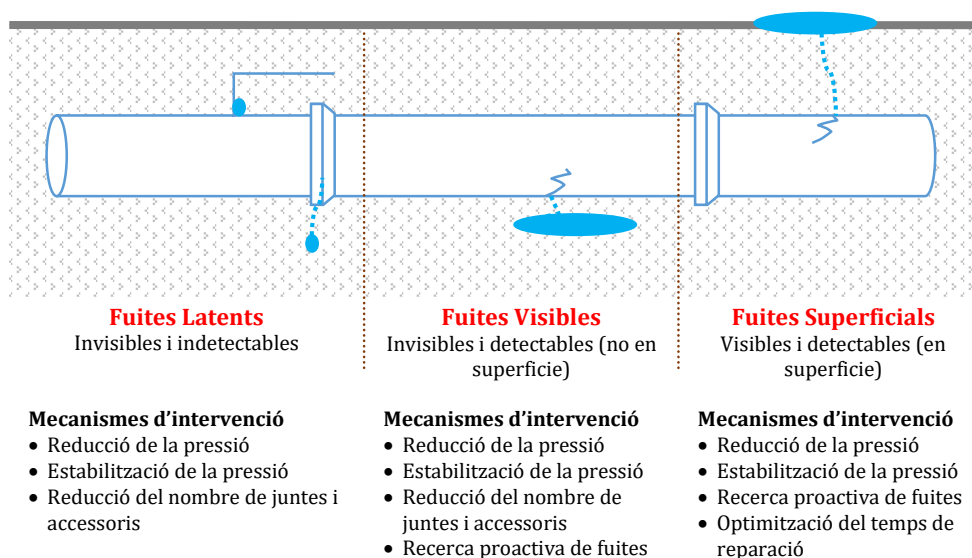 Fuites Latents
Invisibles i indetectables
Mecanismes d’intervenció
• Reducció de la pressió
• Estabilització de la pressió
• Reducció del nombre de juntes i
accessoris
Fuites Visibles
Invisibles i detectables (no en
superficie)
Mecanismes d’intervenció
• Reducció de la pressió
• Estabilització de la pressió
• Reducció del nombre de
juntes i accessoris
• Recerca proactiva de fuites
Fuites Superficials
Visibles i detectables (en
superficie)
Mecanismes d’intervenció
• Reducció de la pressió
• Estabilització de la pressió
• Recerca proactiva de fuites
• Optimització del temps de
reparació